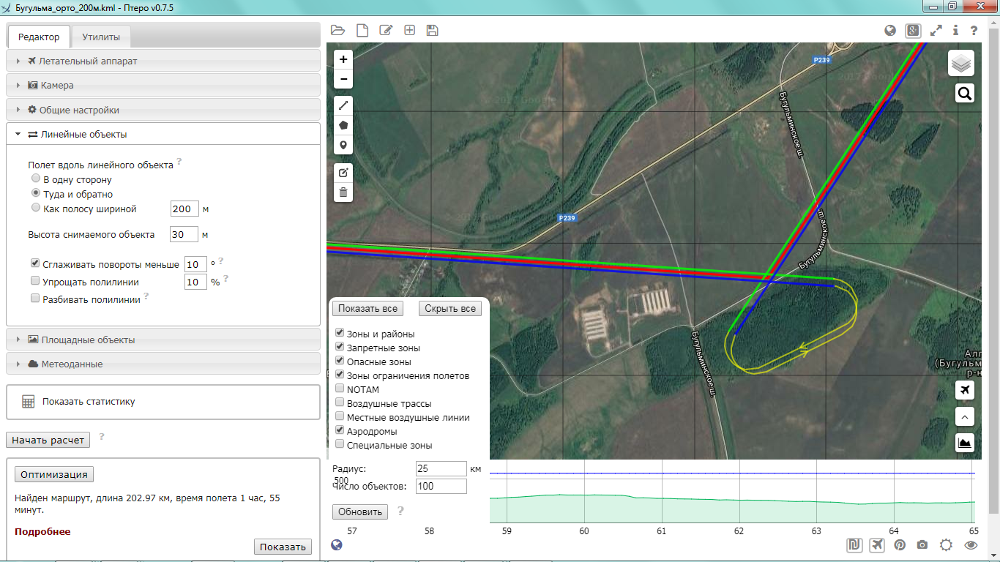 Бугульма_орто_200м.kml - Птеро v0.7.5
Редактор
Утилиты
Летательный аппарат
Камера
Общие настройки
Линейные объекты
Полет вдоль линейного объекта ?
В одну сторону
Туда и обратно
Как полосу шириной 200 м
Высота снимаемого объекта 30 м
Сглаживать повороты меньше 10 ° ?
Упрощать полилинии 10 % ?
Разбивать полилинии ?
Площадные объекты
Метеоданные
Показать статистику
Начать расчет ?
Оптимизация
Найден маршрут, длина 202.97 км, время полета 1 час, 55
минут.
Подробнее
Показать
+
−
P239
P239
Бугульминское ш.
Бугульминское ш.
Бугульминское ш.
(Бугульм
р-н
Показать все
Скрыть все
Зоны и районы
Запретные зоны
Опасные зоны
Зоны ограничения полетов
NOTAM
Воздушные трассы
Местные воздушные линии
Аэродромы
Специальные зоны
Радиус: 25 км
500
Число объектов: 100
Обновить ?
57 58 59 60 61 62 63 64 65